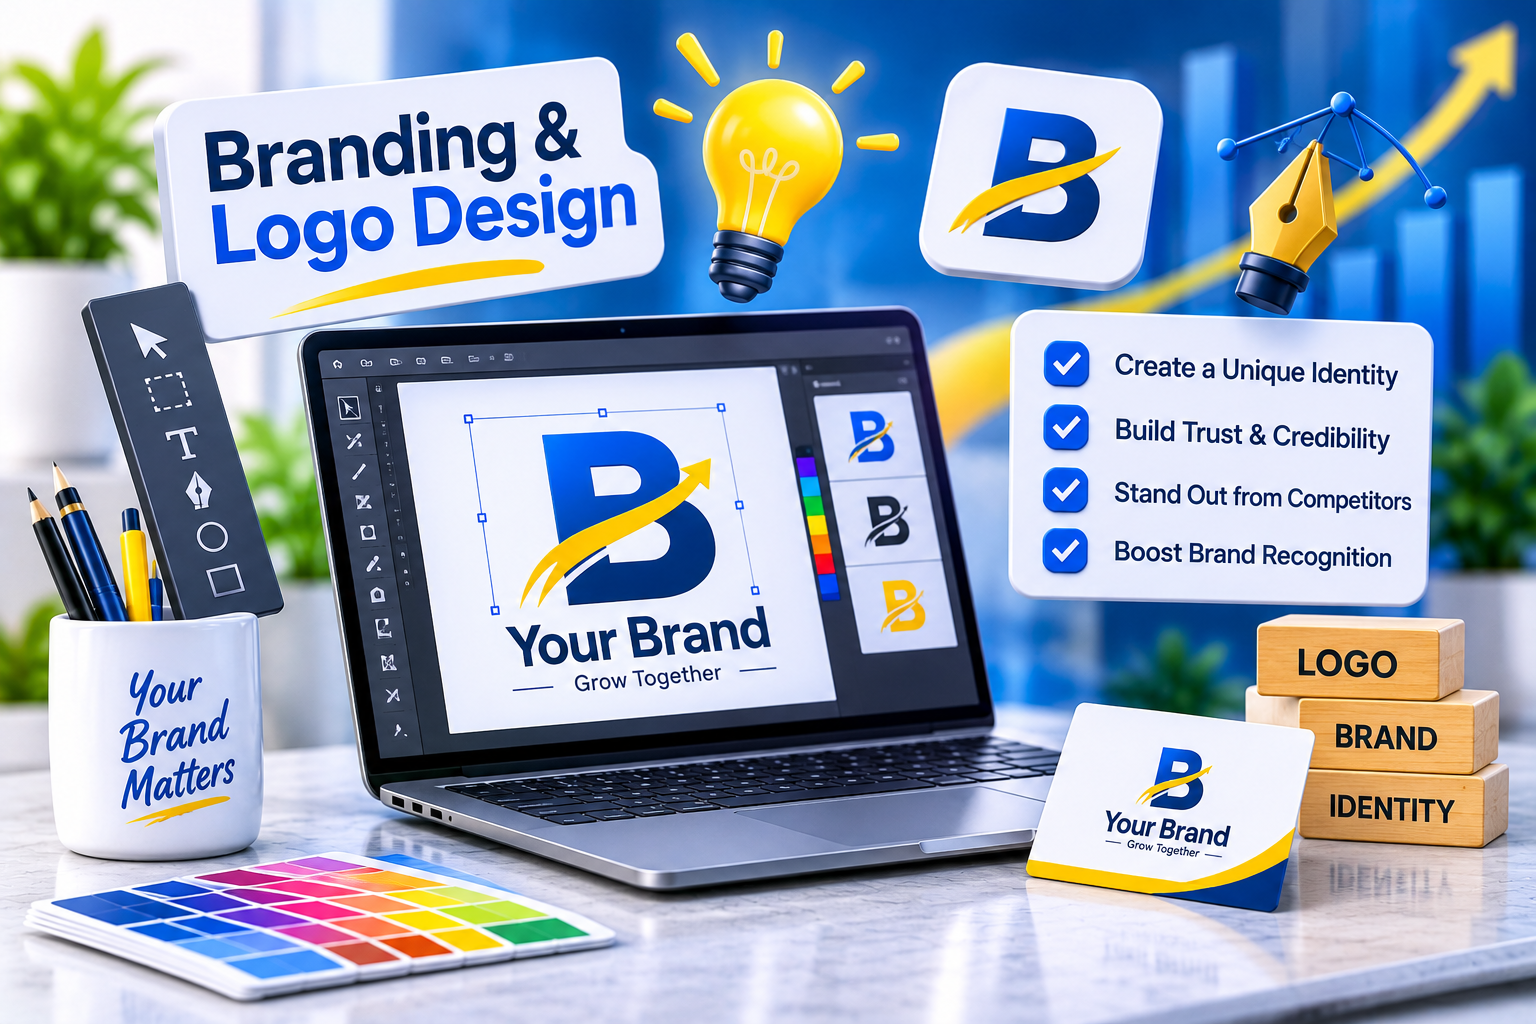 Branding &
Logo Design
B
T
B
Your Brand
Grow Together
B
B
B
Create a Unique Identity
Build Trust & Credibility
Stand Out from Competitors
Boost Brand Recognition
Your
Brand
Matters
LOGO
BRAND
IDENTITY
B
Your Brand
Grow Together